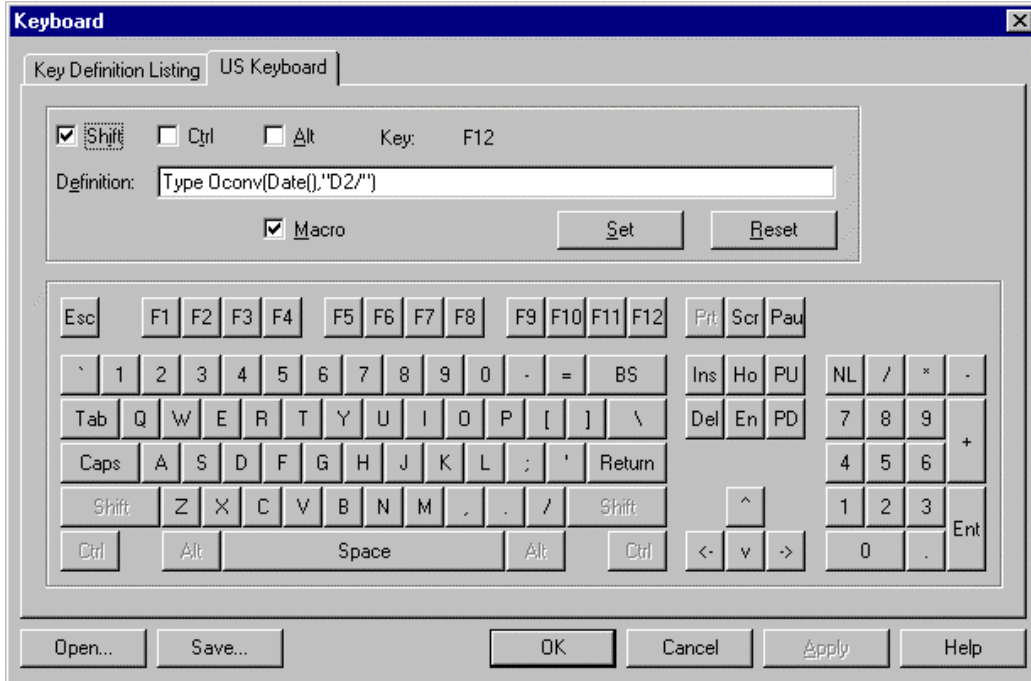 Keyboard
Key Definition Listing US Keyboard
Shift Ctrl Alt Key: F12
Definition: Type Oconv(Date(),"D2/")
Macro Set Reset
Esc F1 F2 F3 F4 F5 F6 F7 F8 F9 F10 F11 F12 Prt Scr Pau
` 1 2 3 4 5 6 7 8 9 0 - = BS Ins Ho PU NL / * -
Tab Q W E R T Y U I O P [ ] \ Del En PD 7 8 9 +
Caps A S D F G H J K L ; ' Return 4 5 6
Shift Z X C V B N M , . / Shift ^ 1 2 3 Ent
Ctrl Alt Space Alt Ctrl <- v -> 0 .
Open... Save... OK Cancel Apply Help